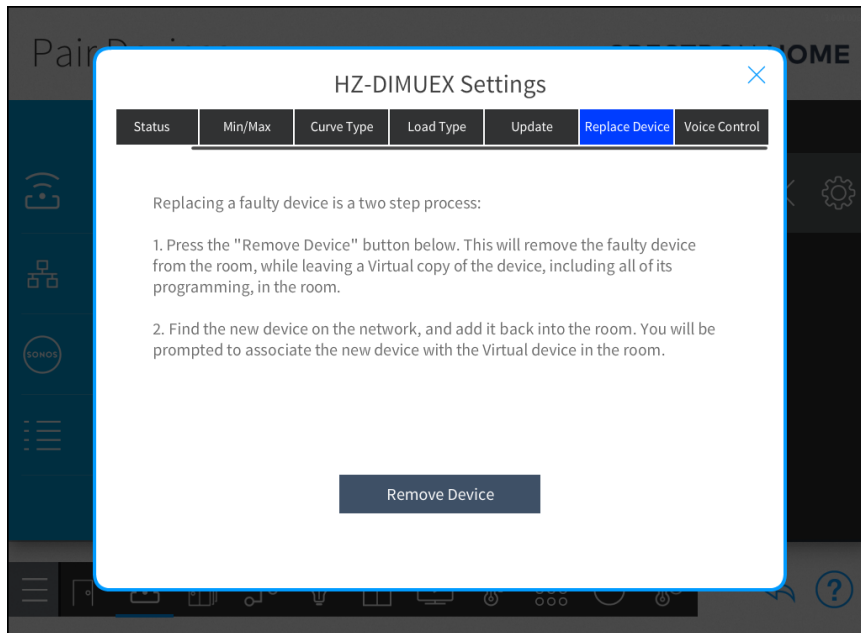 Pair
OME
HZ-DIMUEX Settings
Status
Min/Max
Curve Type
Load Type
Update
Replace Device
Voice Control
Replacing a faulty device is a two step process:
1. Press the "Remove Device" button below. This will remove the faulty device
from the room, while leaving a Virtual copy of the device, including all of its
programming, in the room.
2. Find the new device on the network, and add it back into the room. You will be
prompted to associate the new device with the Virtual device in the room.
SONOS
Remove Device
?